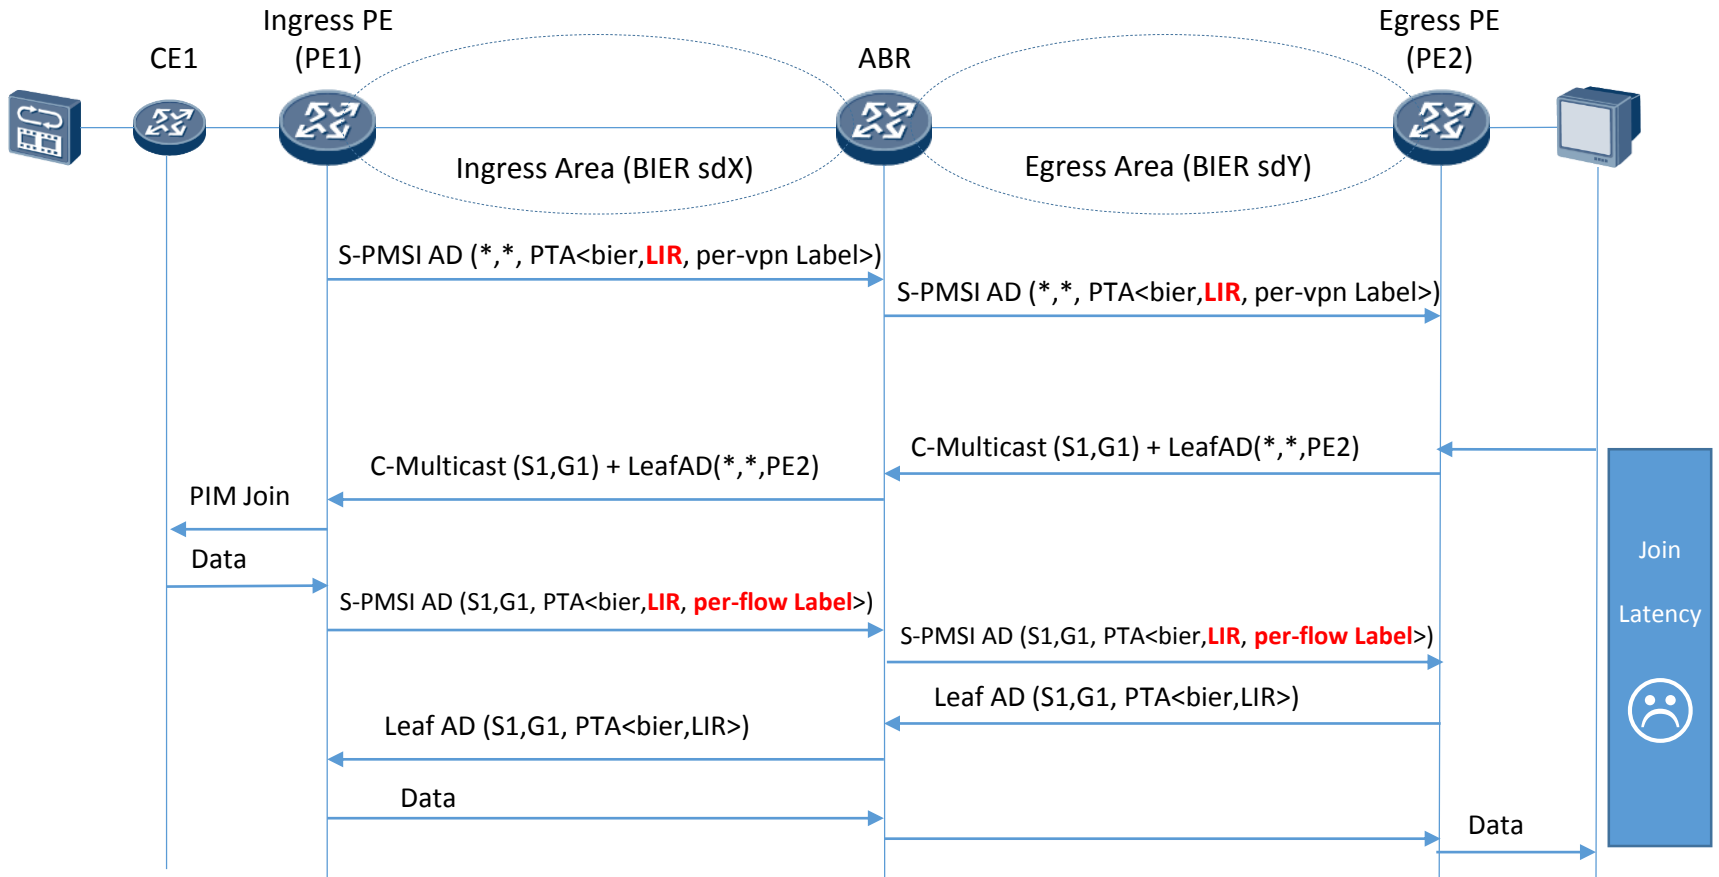 Ingress PE
(PE1)
Egress PE
(PE2)
CE1
ABR
Ingress Area (BIER sdX)
Egress Area (BIER sdY)
S-PMSI AD (*,*, PTA<bier,LIR, per-vpn Label>)
S-PMSI AD (*,*, PTA<bier,LIR, per-vpn Label>)
C-Multicast (S1,G1) + LeafAD(*,*,PE2)
C-Multicast (S1,G1) + LeafAD(*,*,PE2)
PIM Join
Data
S-PMSI AD (S1,G1, PTA<bier,LIR, per-flow Label>)
S-PMSI AD (S1,G1, PTA<bier,LIR, per-flow Label>)
Leaf AD (S1,G1, PTA<bier,LIR>)
Leaf AD (S1,G1, PTA<bier,LIR>)
Data
Data
Join
Latency